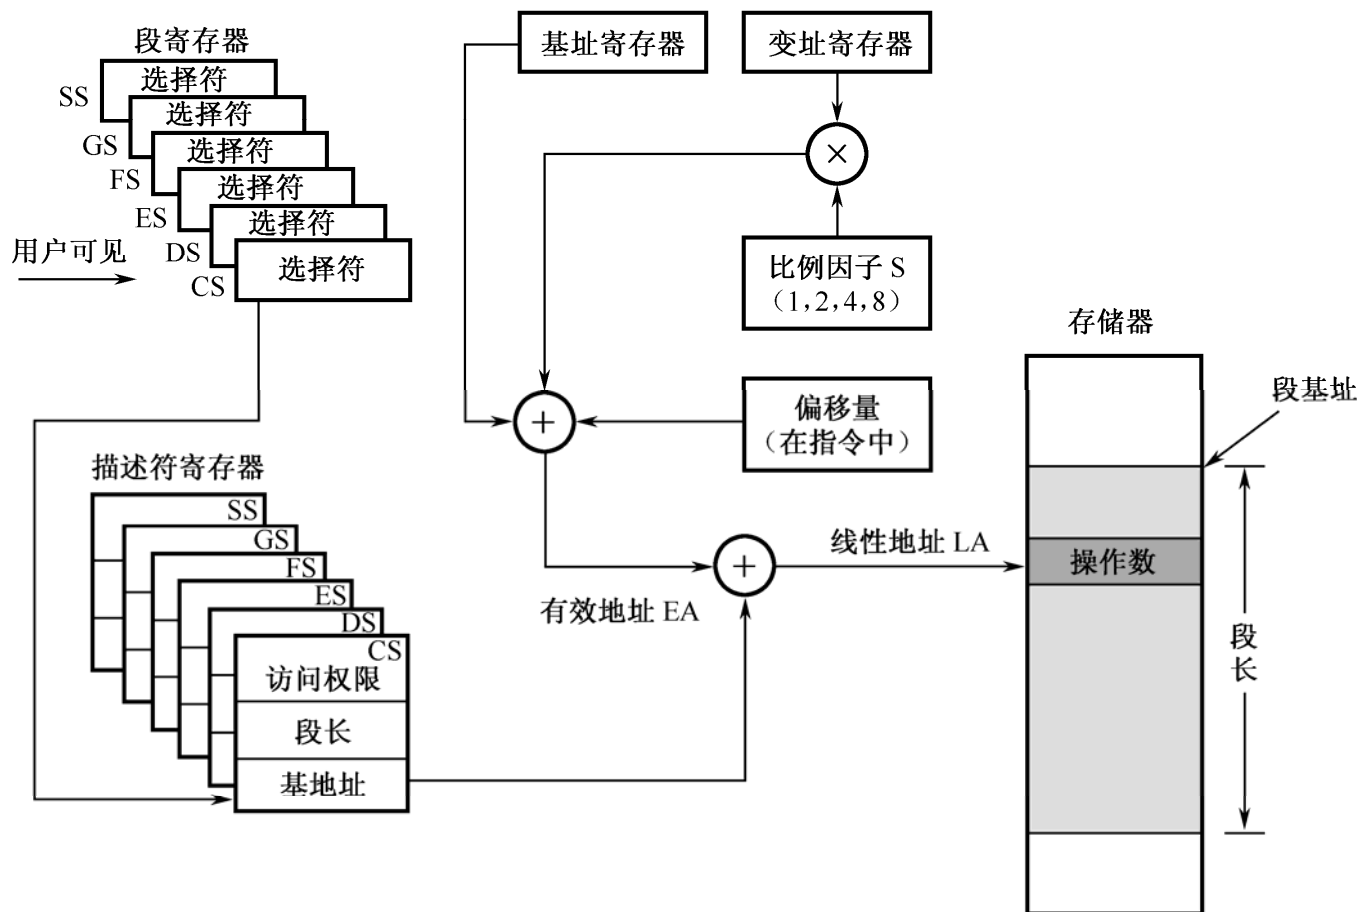 段寄存器
SS 选择符
GS 选择符
FS 选择符
ES 选择符
DS 选择符
CS 选择符
用户可见
基址寄存器
变址寄存器
×
比例因子 S
（1,2,4,8）
+
偏移量
（在指令中）
描述符寄存器
SS
GS
FS
ES
DS
CS
访问权限
段长
基地址
有效地址 EA
+
线性地址 LA
存储器
段基址
操作数
段
长